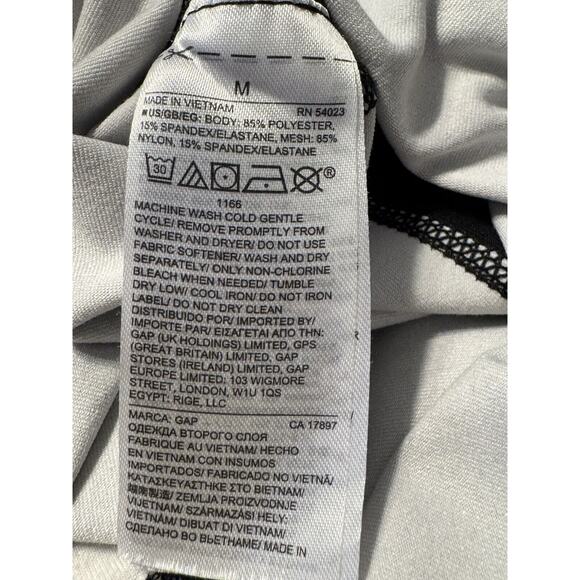 M
MADE IN VIETNAM RN 54023
US/GB/EG: BODY: 85% POLYESTER,
15% SPANDEX/ELASTANE, MESH: 85%
NYLON, 15% SPANDEX/ELASTANE
30 ®
1166
MACHINE WASH COLD GENTLE
CYCLE/ REMOVE PROMPTLY FROM
WASHER AND DRYER/ DO NOT USE
FABRIC SOFTENER/ WASH AND DRY
SEPARATELY/ ONLY NON-CHLORINE
BLEACH WHEN NEEDED/ TUMBLE
DRY LOW/ COOL IRON/ DO NOT IRON
LABEL/ DO NOT DRY CLEAN
DISTRIBUIDO POR/ IMPORTED BY/
IMPORTE PAR/ ΕΙΣΑΓΕΤΑΙ ΑΠΟ ΤΗΝ:
GAP (UK HOLDINGS) LIMITED, GPS
(GREAT BRITAIN) LIMITED, GAP
STORES (IRELAND) LIMITED, GAP
EUROPE LIMITED: 103 WIGMORE
STREET, LONDON, W1U 1QS
EGYPT: RIGE, LLC
MARCA: GAP CA 17897
ОДЕЖДА ВТОРОГО СЛОЯ
FABRIQUE AU VIETNAM/ HECHO
EN VIETNAM CON INSUMOS
IMPORTADOS/ FABRICADO NO VIETNÃ/
ΚΑΤΑΣΚΕΥΑΣΤΗΚΕ ΣΤΟ ΒΙΕΤΝΑΜ/
越南製造/ ZEMLJA PROIZVODNJE
VIJETNAM/ SZÁRMAZÁSI HELY:
VIETNÁM/ DIBUAT DI VIETNAM/
СДЕЛАНО ВО ВЬЕТНАМЕ/ MADE IN